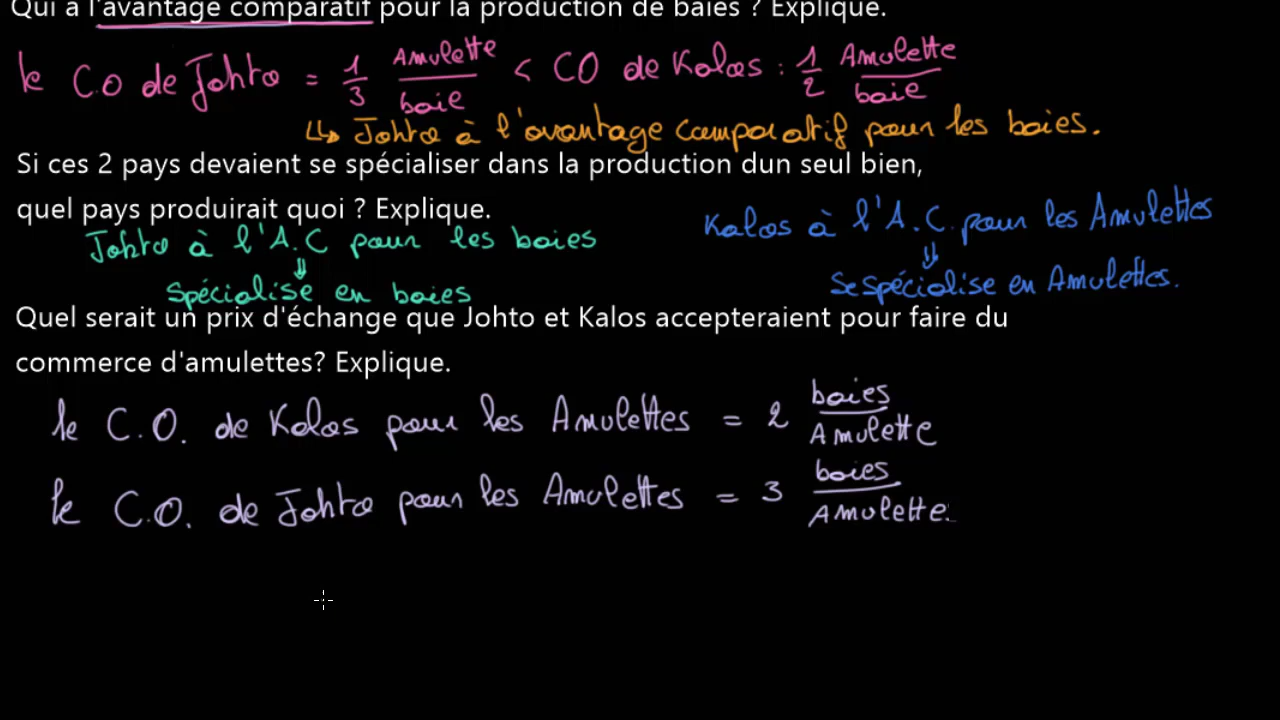 Qui a l'avantage comparatif pour la production de baies ? Explique.
le C.O de Johto = 1/3 Amulette/baie < CO de Kalos : 1/2 Amulette/baie
↳ Johto à l'avantage comparatif pour les baies.
Si ces 2 pays devaient se spécialiser dans la production dun seul bien,
quel pays produirait quoi ? Explique.
Johto à l'A.C pour les baies
⇓
Spécialise en baies
Kalos à l'A.C. pour les Amulettes
⇓
Se spécialise en Amulettes.
Quel serait un prix d'échange que Johto et Kalos accepteraient pour faire du
commerce d'amulettes? Explique.
le C.O. de Kalos pour les Amulettes = 2 baies/Amulette
le C.O. de Johto pour les Amulettes = 3 baies/Amulette.